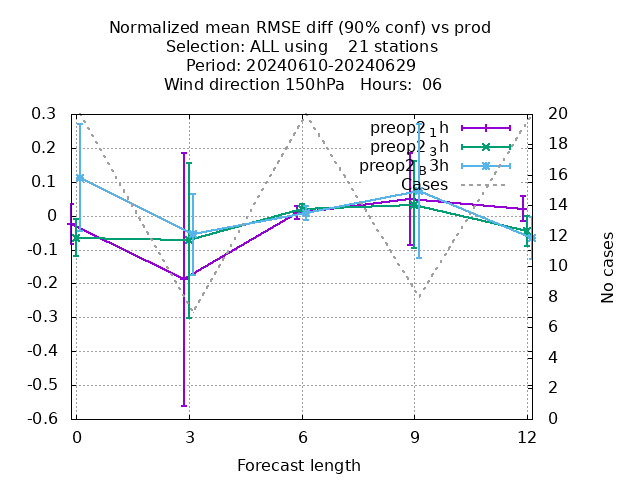 Normalized mean RMSE diff (90% conf) vs prod
Selection: ALL using    21 stations
Period: 20240610-20240629
Wind direction 150hPa   Hours:  06
0.3
0.2
0.1
0
-0.1
-0.2
-0.3
-0.4
-0.5
-0.6
20
18
16
14
12
10
8
6
4
2
0
preop2_1h
preop2_3h
preop2_B3h
Cases
No cases
0 3 6 9 12
Forecast length